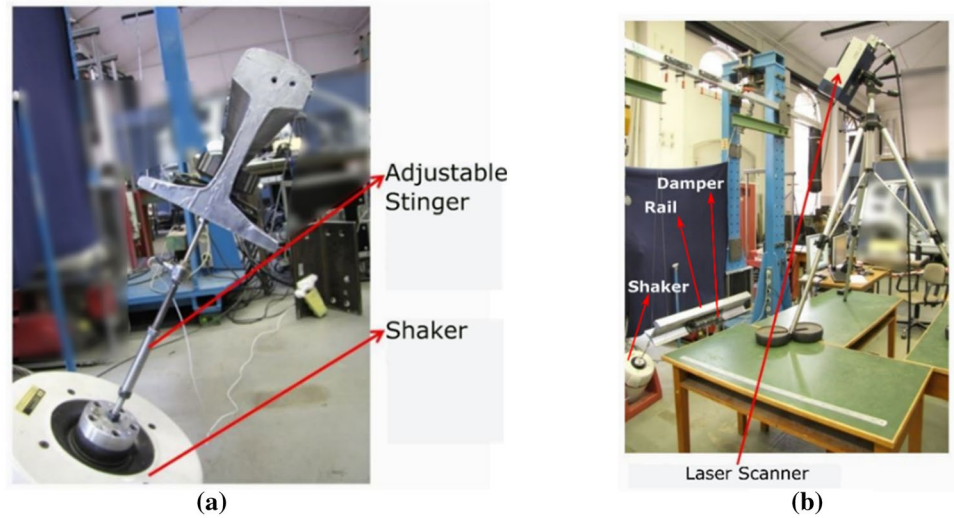 Adjustable
Stinger
Shaker
(a)
Damper
Rail
Shaker
Laser Scanner
(b)